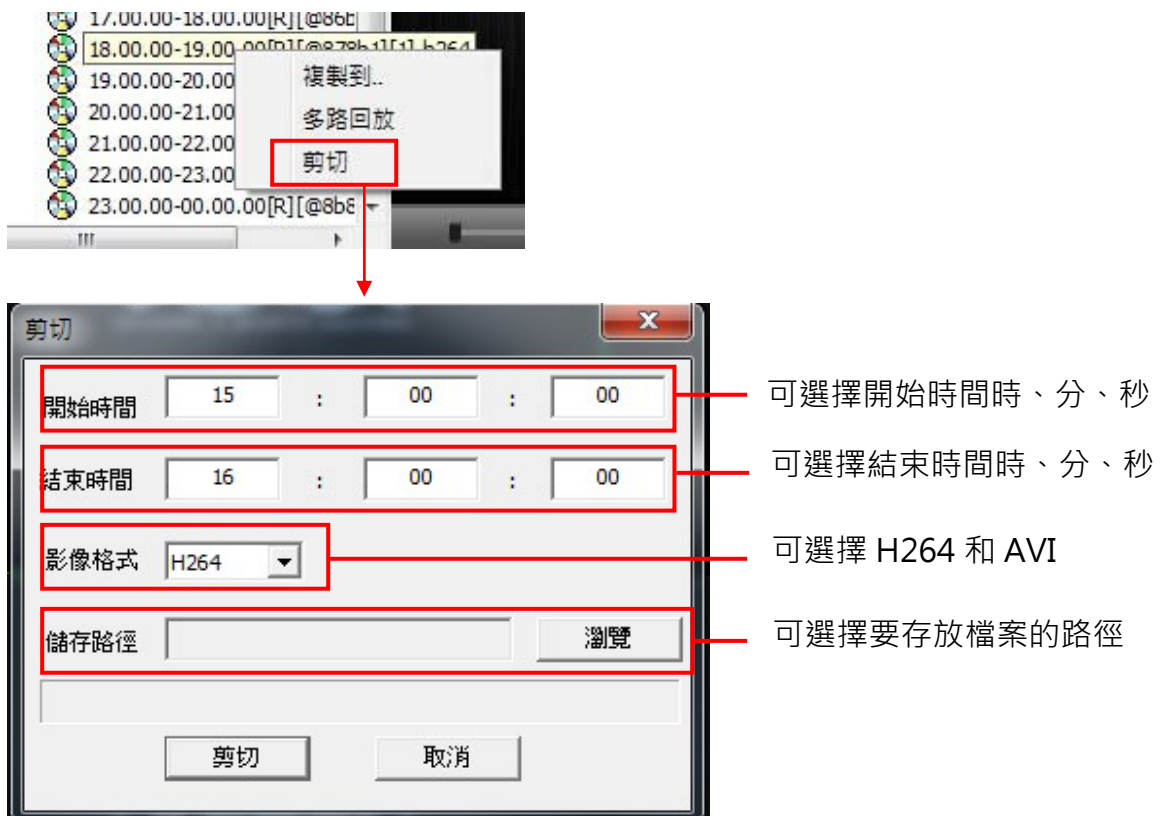 17.00.00-18.00.00[R][@86b
18.00.00-19.00.00[R][@878b1][1].h264
19.00.00-20.00
20.00.00-21.00
21.00.00-22.00
22.00.00-23.00
23.00.00-00.00.00[R][@8b8
複製到..
多路回放
剪切
剪切
開始時間 15 : 00 : 00
可選擇開始時間時、分、秒
結束時間 16 : 00 : 00
可選擇結束時間時、分、秒
影像格式 H264
可選擇 H264 和 AVI
儲存路徑 瀏覽
可選擇要存放檔案的路徑
剪切 取消